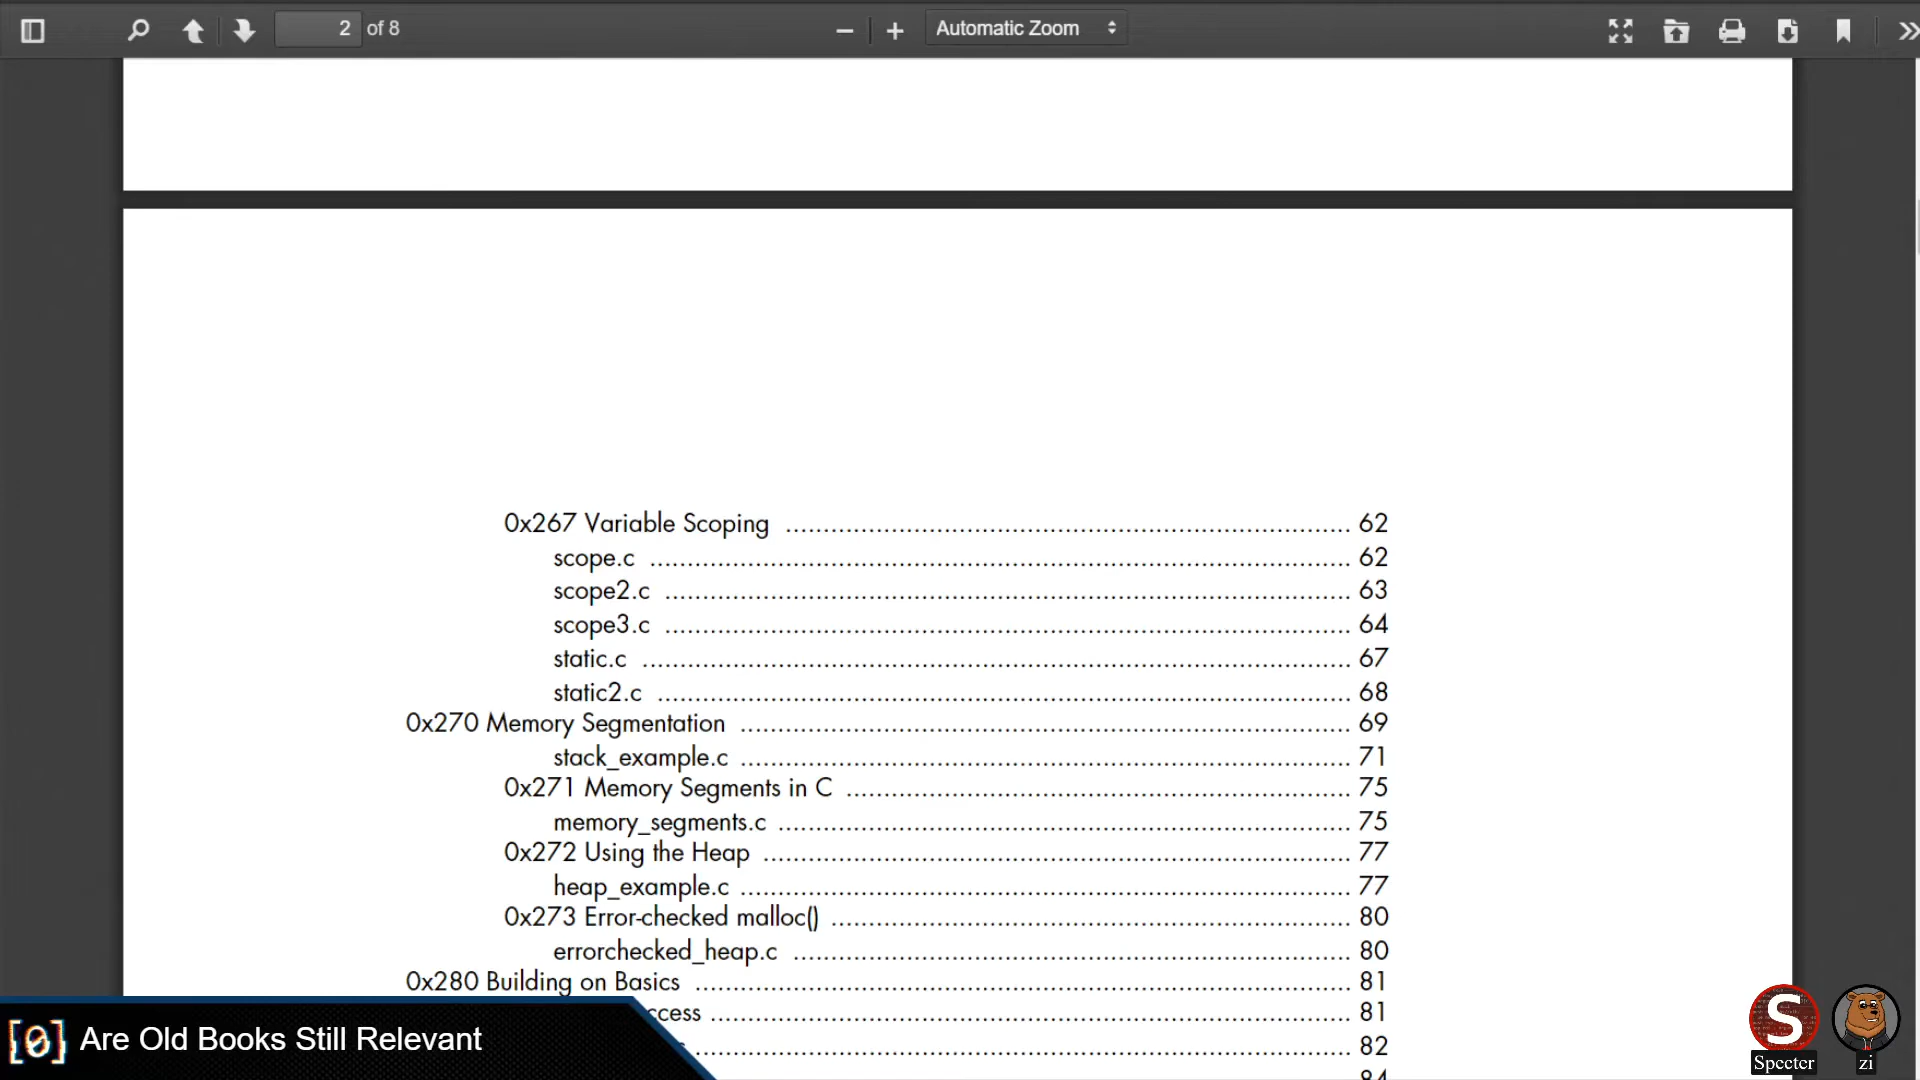 2 of 8
Automatic Zoom
0x267 Variable Scoping ........ 62
scope.c ........ 62
scope2.c ........ 63
scope3.c ........ 64
static.c ........ 67
static2.c ........ 68
0x270 Memory Segmentation ........ 69
stack_example.c ........ 71
0x271 Memory Segments in C ........ 75
memory_segments.c ........ 75
0x272 Using the Heap ........ 77
heap_example.c ........ 77
0x273 Error-checked malloc() ........ 80
errorchecked_heap.c ........ 80
0x280 Building on Basics ........ 81
ccess ........ 81
........ 82
84
[0] Are Old Books Still Relevant
S
Specter
zi